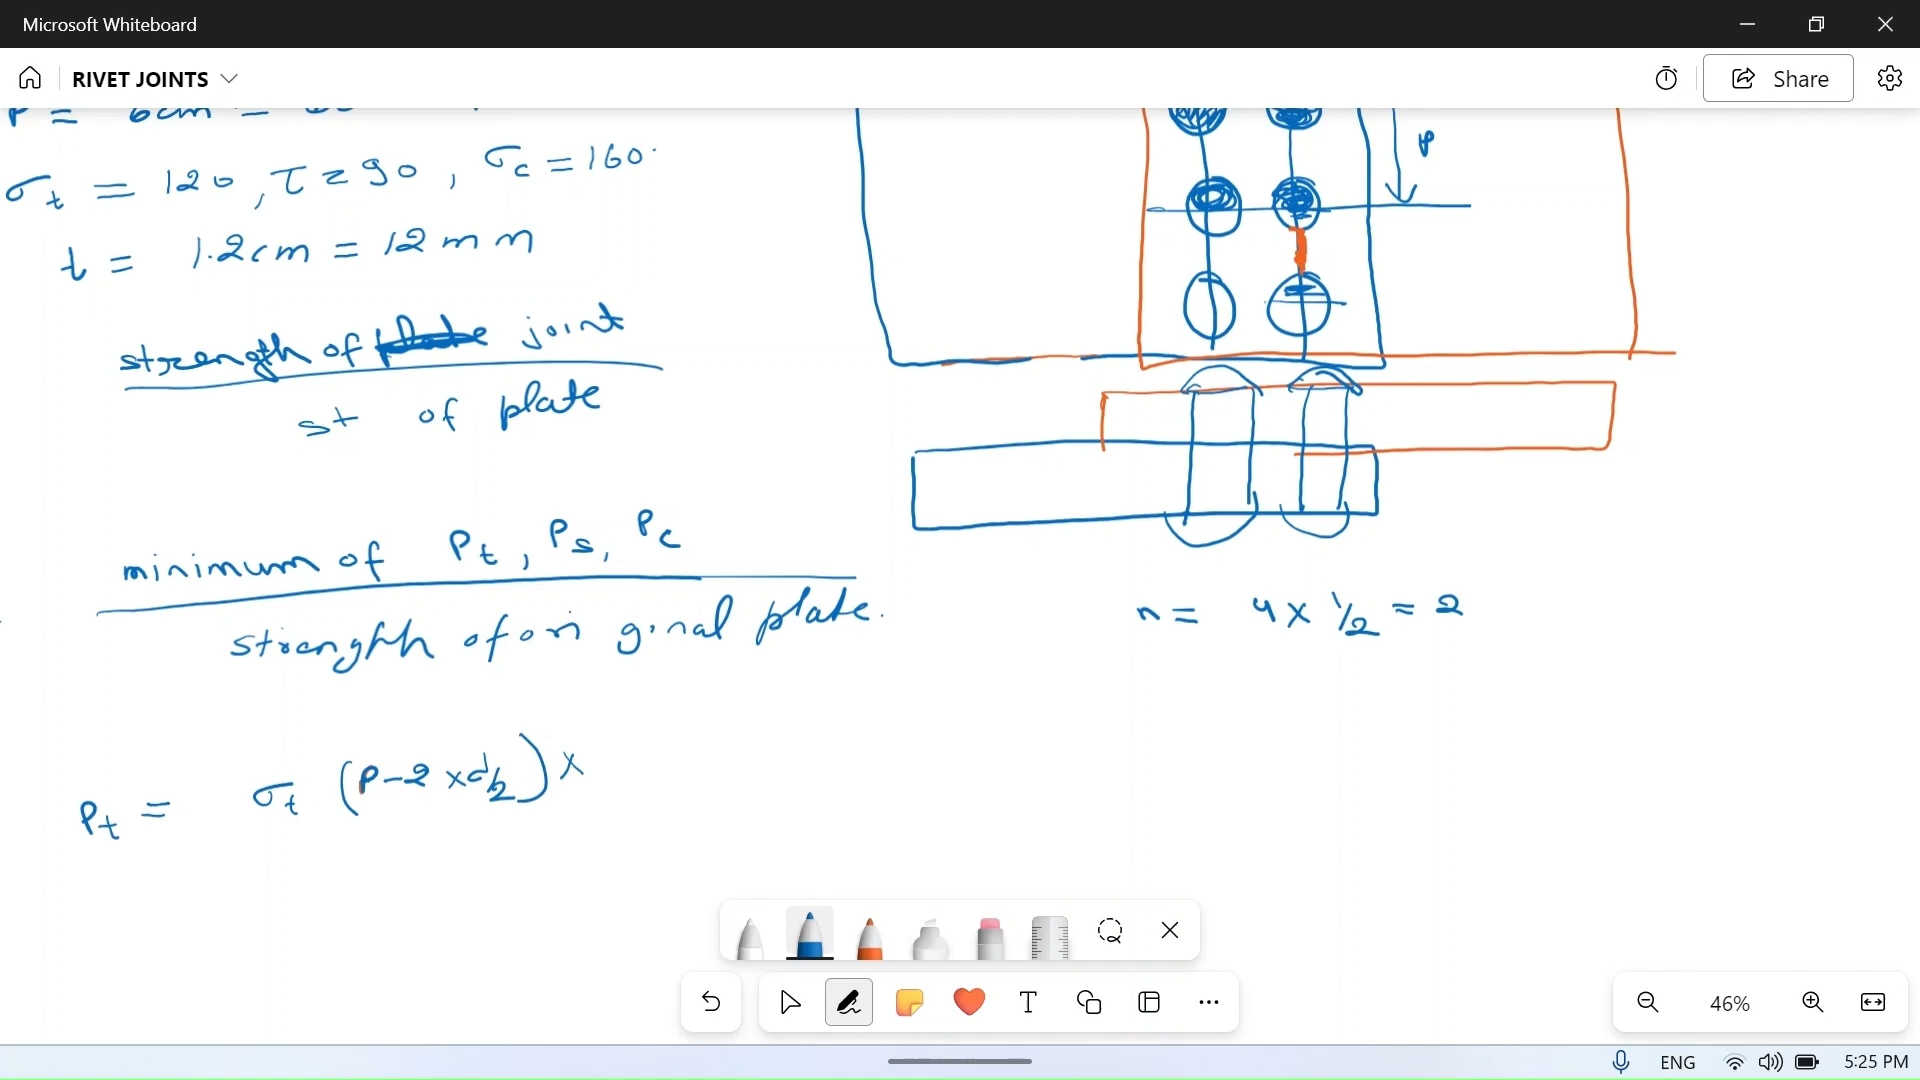 Microsoft Whiteboard
RIVET JOINTS
Share
P = 6cm =
σt = 120, τ = 90, σc = 160.
t = 1.2cm = 12mm
strength of joint
st of plate
minimum of Pt, Ps, Pc
strength of original plate.
Pt = σt (P-2 x d/2) x
P
n = 4 x 1/2 = 2
46%
ENG
5:25 PM